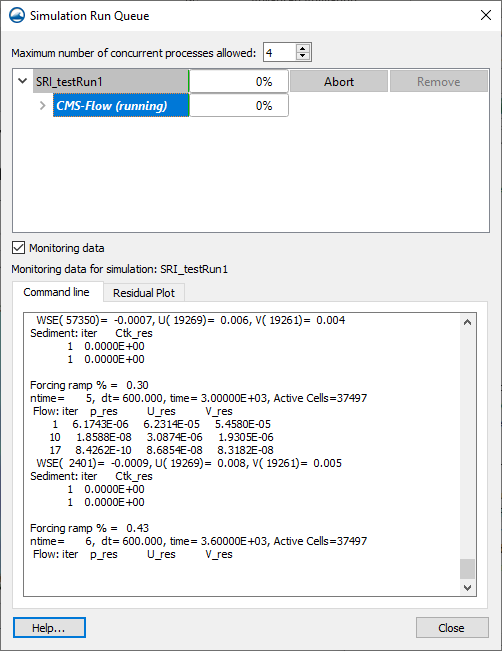 Simulation Run Queue
Maximum number of concurrent processes allowed: 4
SRI_testRun1 0% Abort Remove
CMS-Flow (running) 0%
Monitoring data
Monitoring data for simulation: SRI_testRun1
Command line Residual Plot
WSE( 57350)= -0.0007, U( 19269)= 0.006, V( 19261)= 0.004
Sediment: iter Ctk_res
1 0.0000E+00
1 0.0000E+00
Forcing ramp % = 0.30
ntime= 5, dt= 600.000, time= 3.00000E+03, Active Cells=37497
Flow: iter p_res U_res V_res
1 6.1743E-06 6.2314E-05 5.4580E-05
10 1.8588E-08 3.0874E-06 1.9305E-06
17 8.4262E-10 8.6854E-08 8.3182E-08
WSE( 2401)= -0.0009, U( 19269)= 0.008, V( 19261)= 0.005
Sediment: iter Ctk_res
1 0.0000E+00
1 0.0000E+00
Forcing ramp % = 0.43
ntime= 6, dt= 600.000, time= 3.60000E+03, Active Cells=37497
Flow: iter p_res U_res V_res
Help... Close